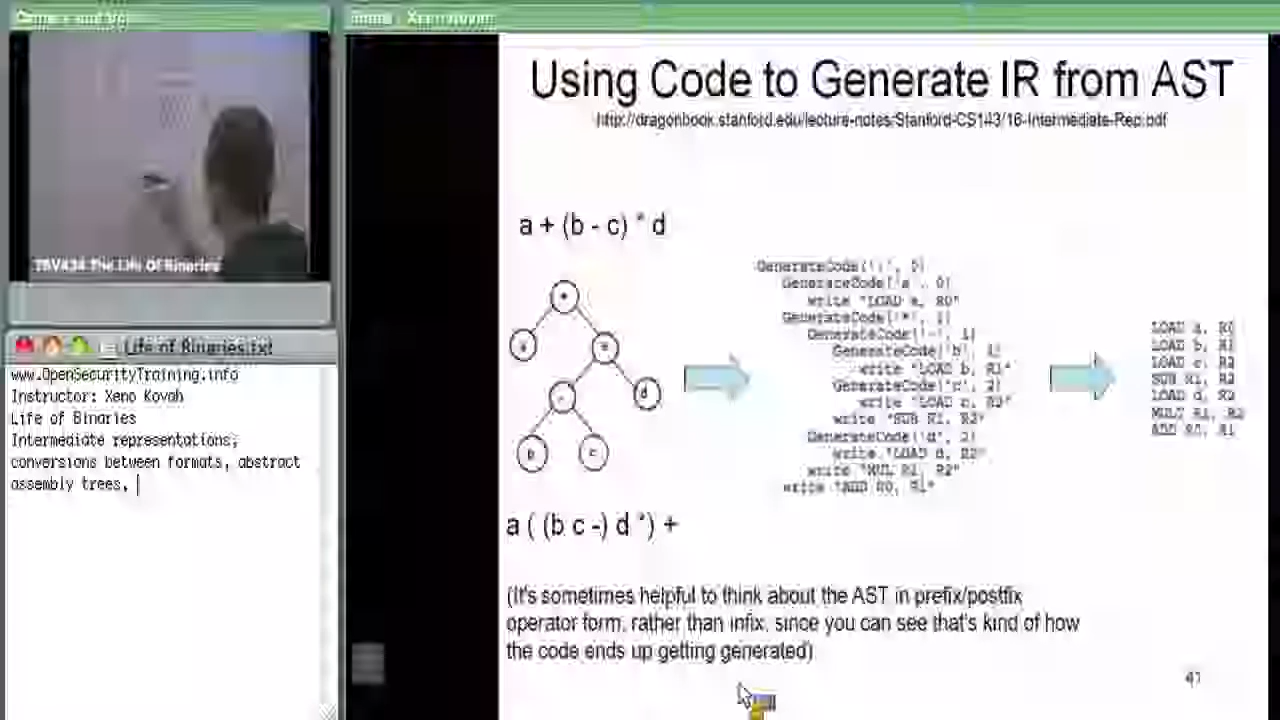 Camera and Voice
Using Code to Generate IR from AST
http://dragonbook.stanford.edu/lecture-notes/Stanford-CS143/16-Intermediate-Rep.pdf
a + (b - c) * d
GenerateCode('+', 0)
GenerateCode('a', 0)
write "LOAD a, R0"
GenerateCode('*', 1)
GenerateCode('-', 1)
GenerateCode('b', 1)
write "LOAD b, R1"
GenerateCode('c', 2)
write "LOAD c, R2"
write "SUB R1, R2"
GenerateCode('d', 2)
write "LOAD d, R2"
write "MUL R1, R2"
write "ADD R0, R1"
LOAD a, R0
LOAD b, R1
LOAD c, R2
SUB R1, R2
LOAD d, R2
MULT R1, R2
ADD R0, R1
+
a
*
-
d
b
c
a ( (b c -) d *) +
(It's sometimes helpful to think about the AST in prefix/postfix
operator form, rather than infix, since you can see that's kind of how
the code ends up getting generated)
41
The Life Of Binaries
Life of Binaries.txt
www.OpenSecurityTraining.info
Instructor: Xeno Kovah
Life of Binaries
Intermediate representations,
conversions between formats, abstract
assembly trees,